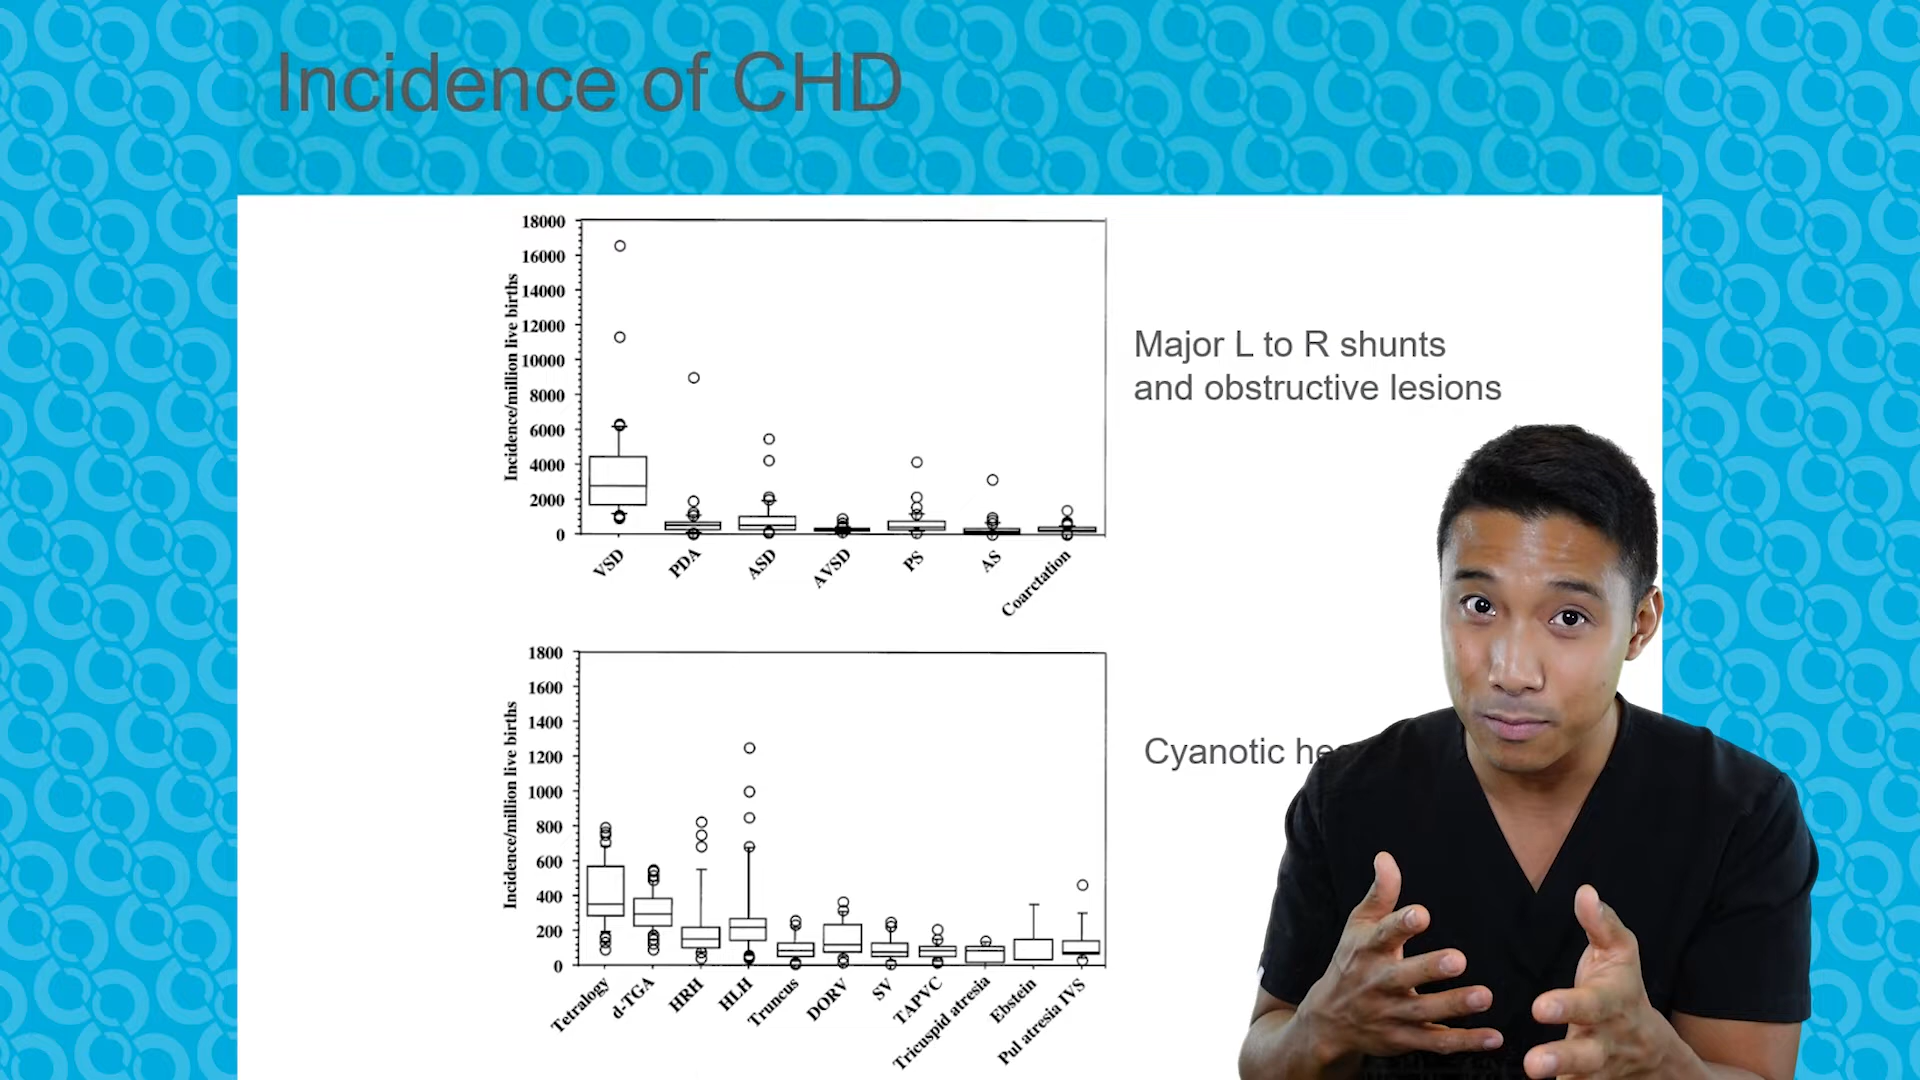 Incidence of CHD
18000
16000
14000
12000
10000
8000
6000
4000
2000
0
Incidence/million live births
VSD
PDA
ASD
AVSD
PS
AS
Coarctation
Major L to R shunts
and obstructive lesions
1800
1600
1400
1200
1000
800
600
400
200
0
Incidence/million live births
Tetralogy
d-TGA
HRH
HLH
Truncus
DORV
SV
TAPVC
Tricuspid atresia
Ebstein
Pul atresia IVS
Cyanotic